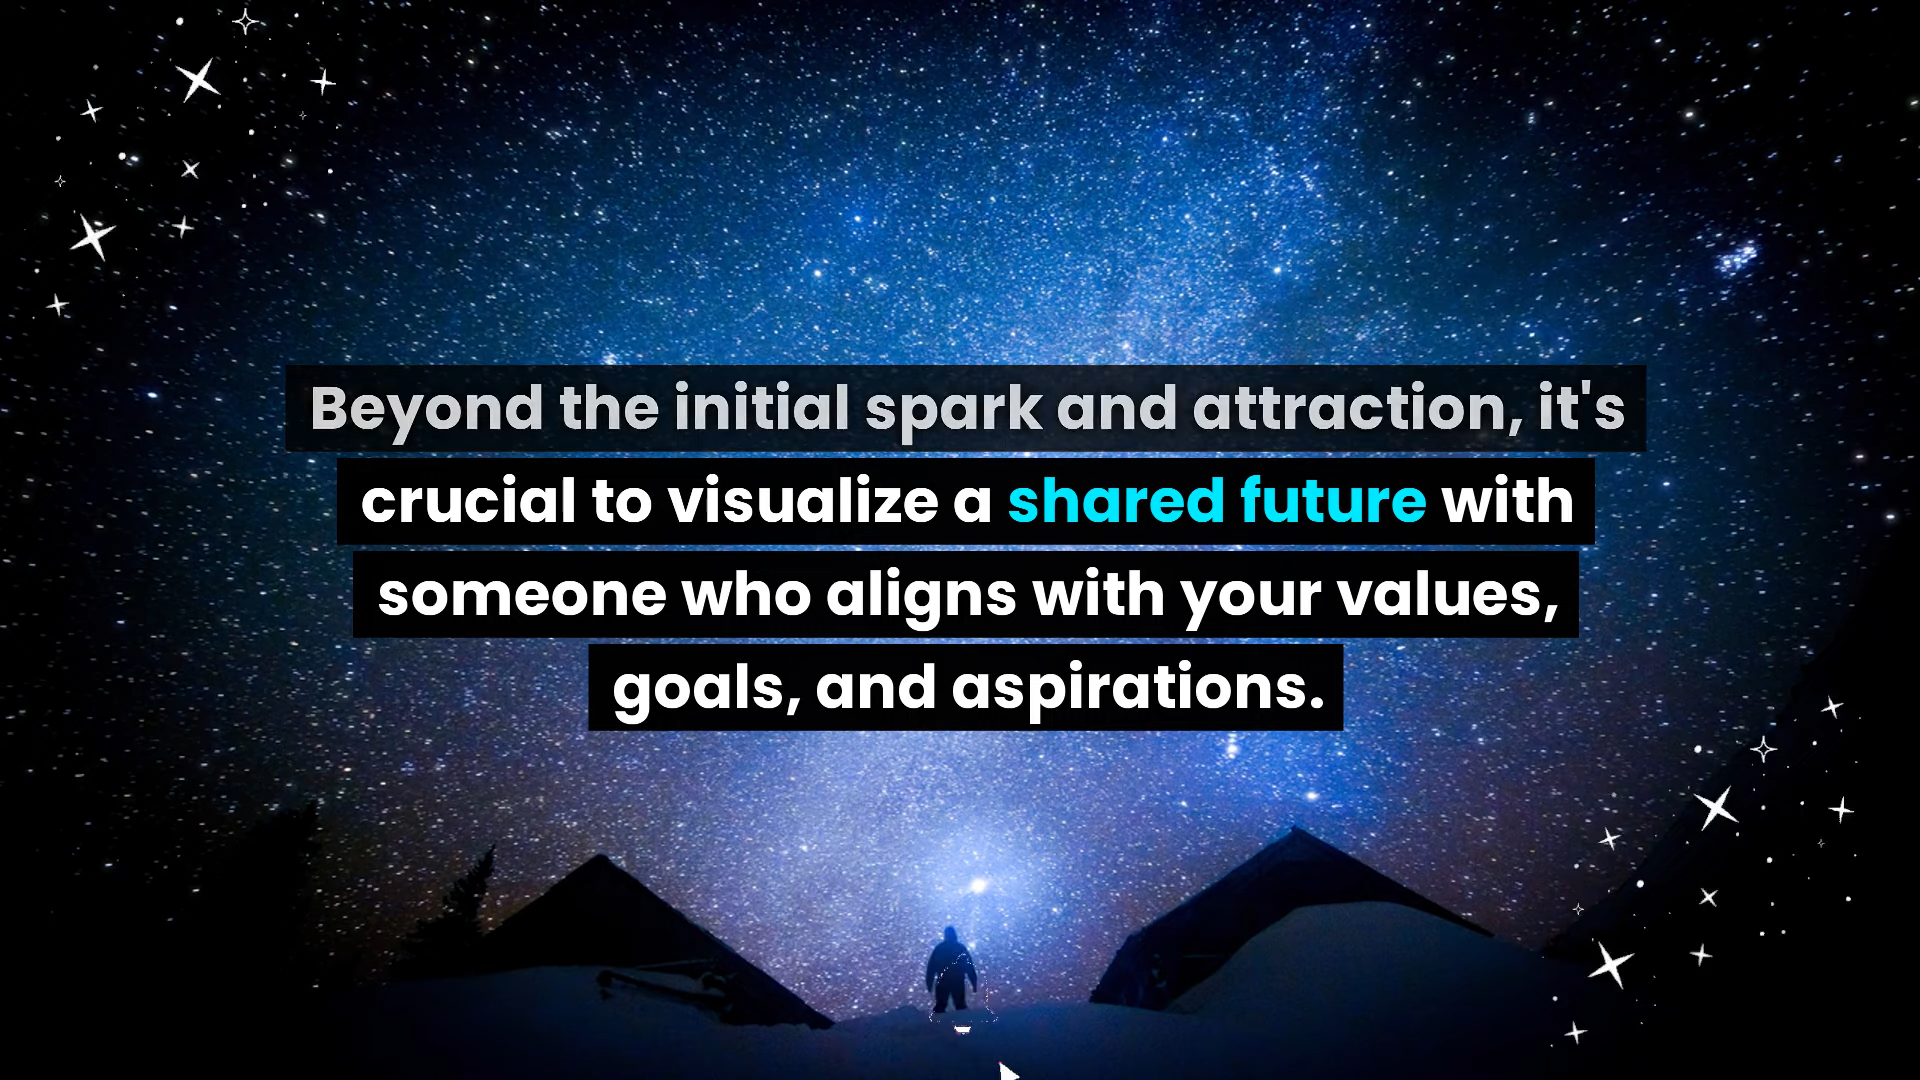 Beyond the initial spark and attraction, it's
crucial to visualize a shared future with
someone who aligns with your values,
goals, and aspirations.